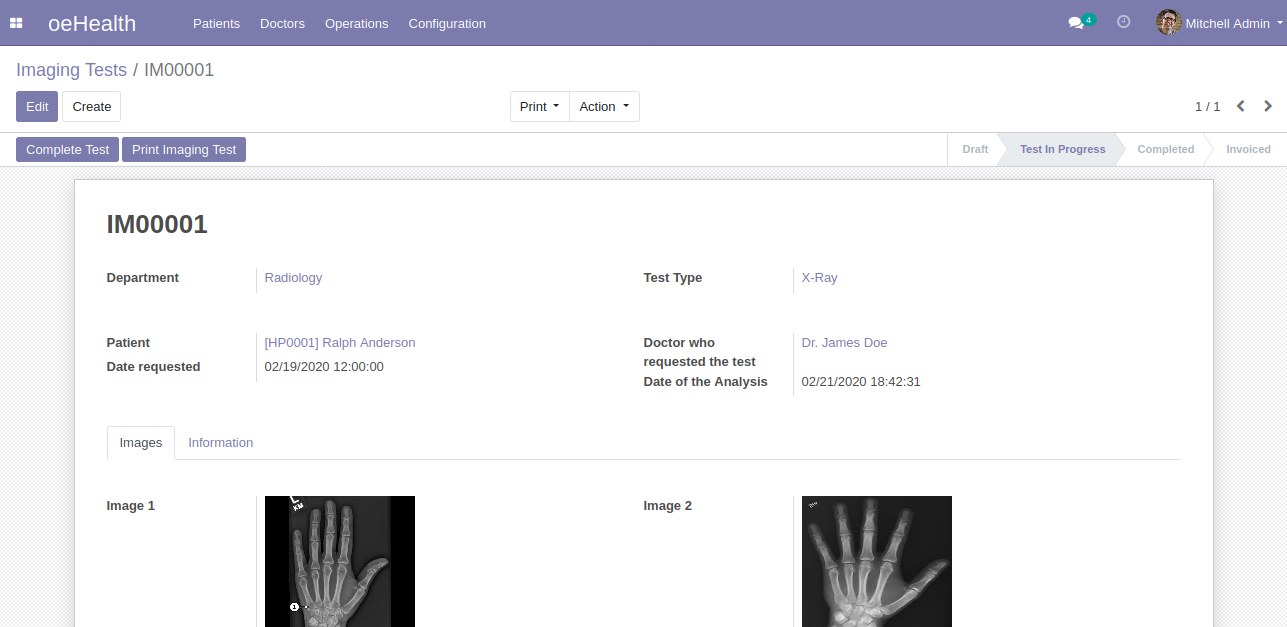 oeHealth Patients Doctors Operations Configuration 4 Mitchell Admin
Imaging Tests / IM00001
Edit Create Print Action 1 / 1
Complete Test Print Imaging Test Draft Test In Progress Completed Invoiced
IM00001
Department Radiology Test Type X-Ray
Patient [HP0001] Ralph Anderson Doctor who
requested the test Dr. James Doe
Date requested 02/19/2020 12:00:00
Date of the Analysis 02/21/2020 18:42:31
Images Information
Image 1 Image 2
L
KM
1